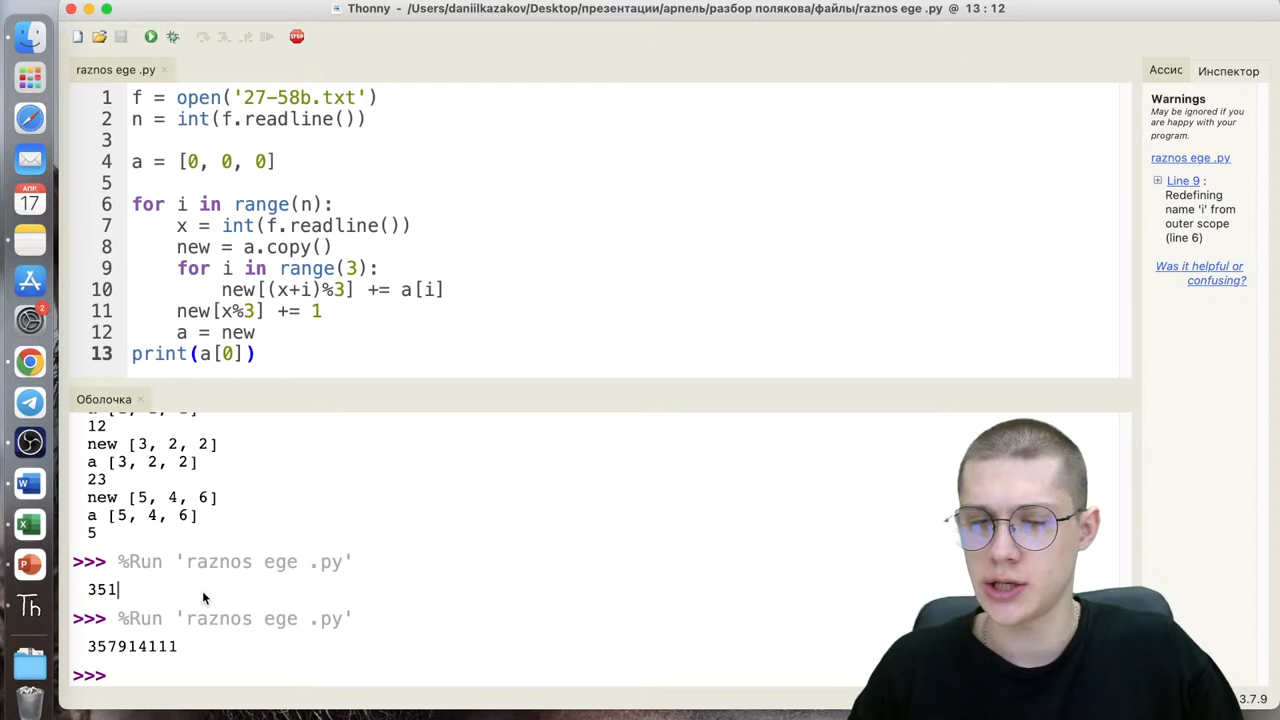 Thonny - /Users/daniilkazakov/Desktop/презентации/арпель/разбор полякова/файлы/raznos ege .py @ 13 : 12
raznos ege .py ×
1 f = open('27-58b.txt')
2 n = int(f.readline())
3
4 a = [0, 0, 0]
5
6 for i in range(n):
7 x = int(f.readline())
8 new = a.copy()
9 for i in range(3):
10 new[(x+i)%3] += a[i]
11 new[x%3] += 1
12 a = new
13 print(a[0])
Оболочка ×
12
new [3, 2, 2]
a [3, 2, 2]
23
new [5, 4, 6]
a [5, 4, 6]
5
>>> %Run 'raznos ege .py'
351
>>> %Run 'raznos ege .py'
357914111
>>>
Ассис Инспектор
Warnings
May be ignored if you
are happy with your
program.
raznos ege .py
Line 9 :
Redefining
name 'i' from
outer scope
(line 6)
Was it helpful or
confusing?
3.7.9
STOP
АПР.
17
2
Th